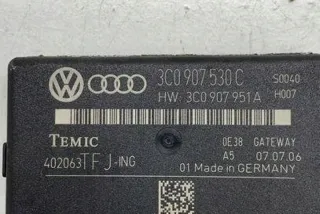 3C0 907 530 C S0040
HW: 3C0 907 951 A H007
TEMIC 0E38 GATEWAY
402063TFJ-ING A5 07.07.06
01 Made in GERMANY